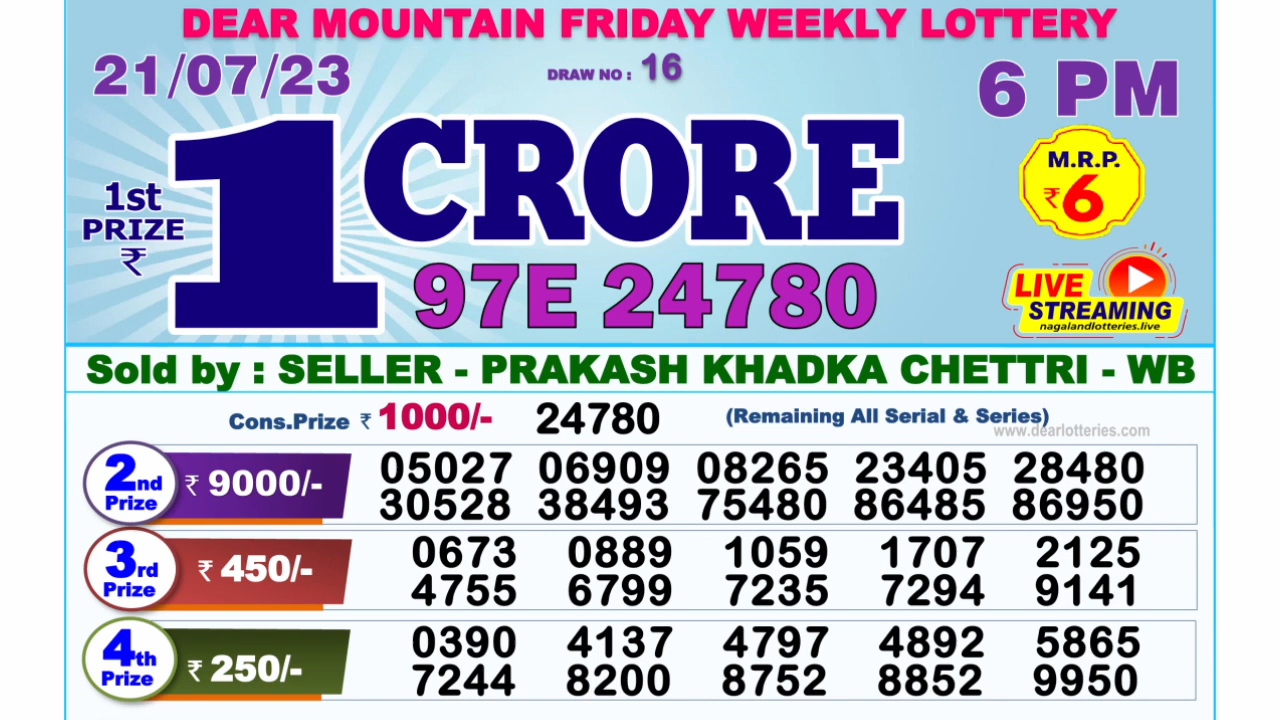 DEAR MOUNTAIN FRIDAY WEEKLY LOTTERY
21/07/23
DRAW NO : 16
6 PM
1st
PRIZE
₹
1 CRORE
97E 24780
M.R.P.
₹6
LIVE
STREAMING
nagalandlotteries.live
Sold by : SELLER - PRAKASH KHADKA CHETTRI - WB
Cons.Prize ₹ 1000/- 24780 (Remaining All Serial & Series)
www.dearlotteries.com
2nd
Prize
₹ 9000/-
05027 06909 08265 23405 28480
30528 38493 75480 86485 86950
3rd
Prize
₹ 450/-
0673 0889 1059 1707 2125
4755 6799 7235 7294 9141
4th
Prize
₹ 250/-
0390 4137 4797 4892 5865
7244 8200 8752 8852 9950